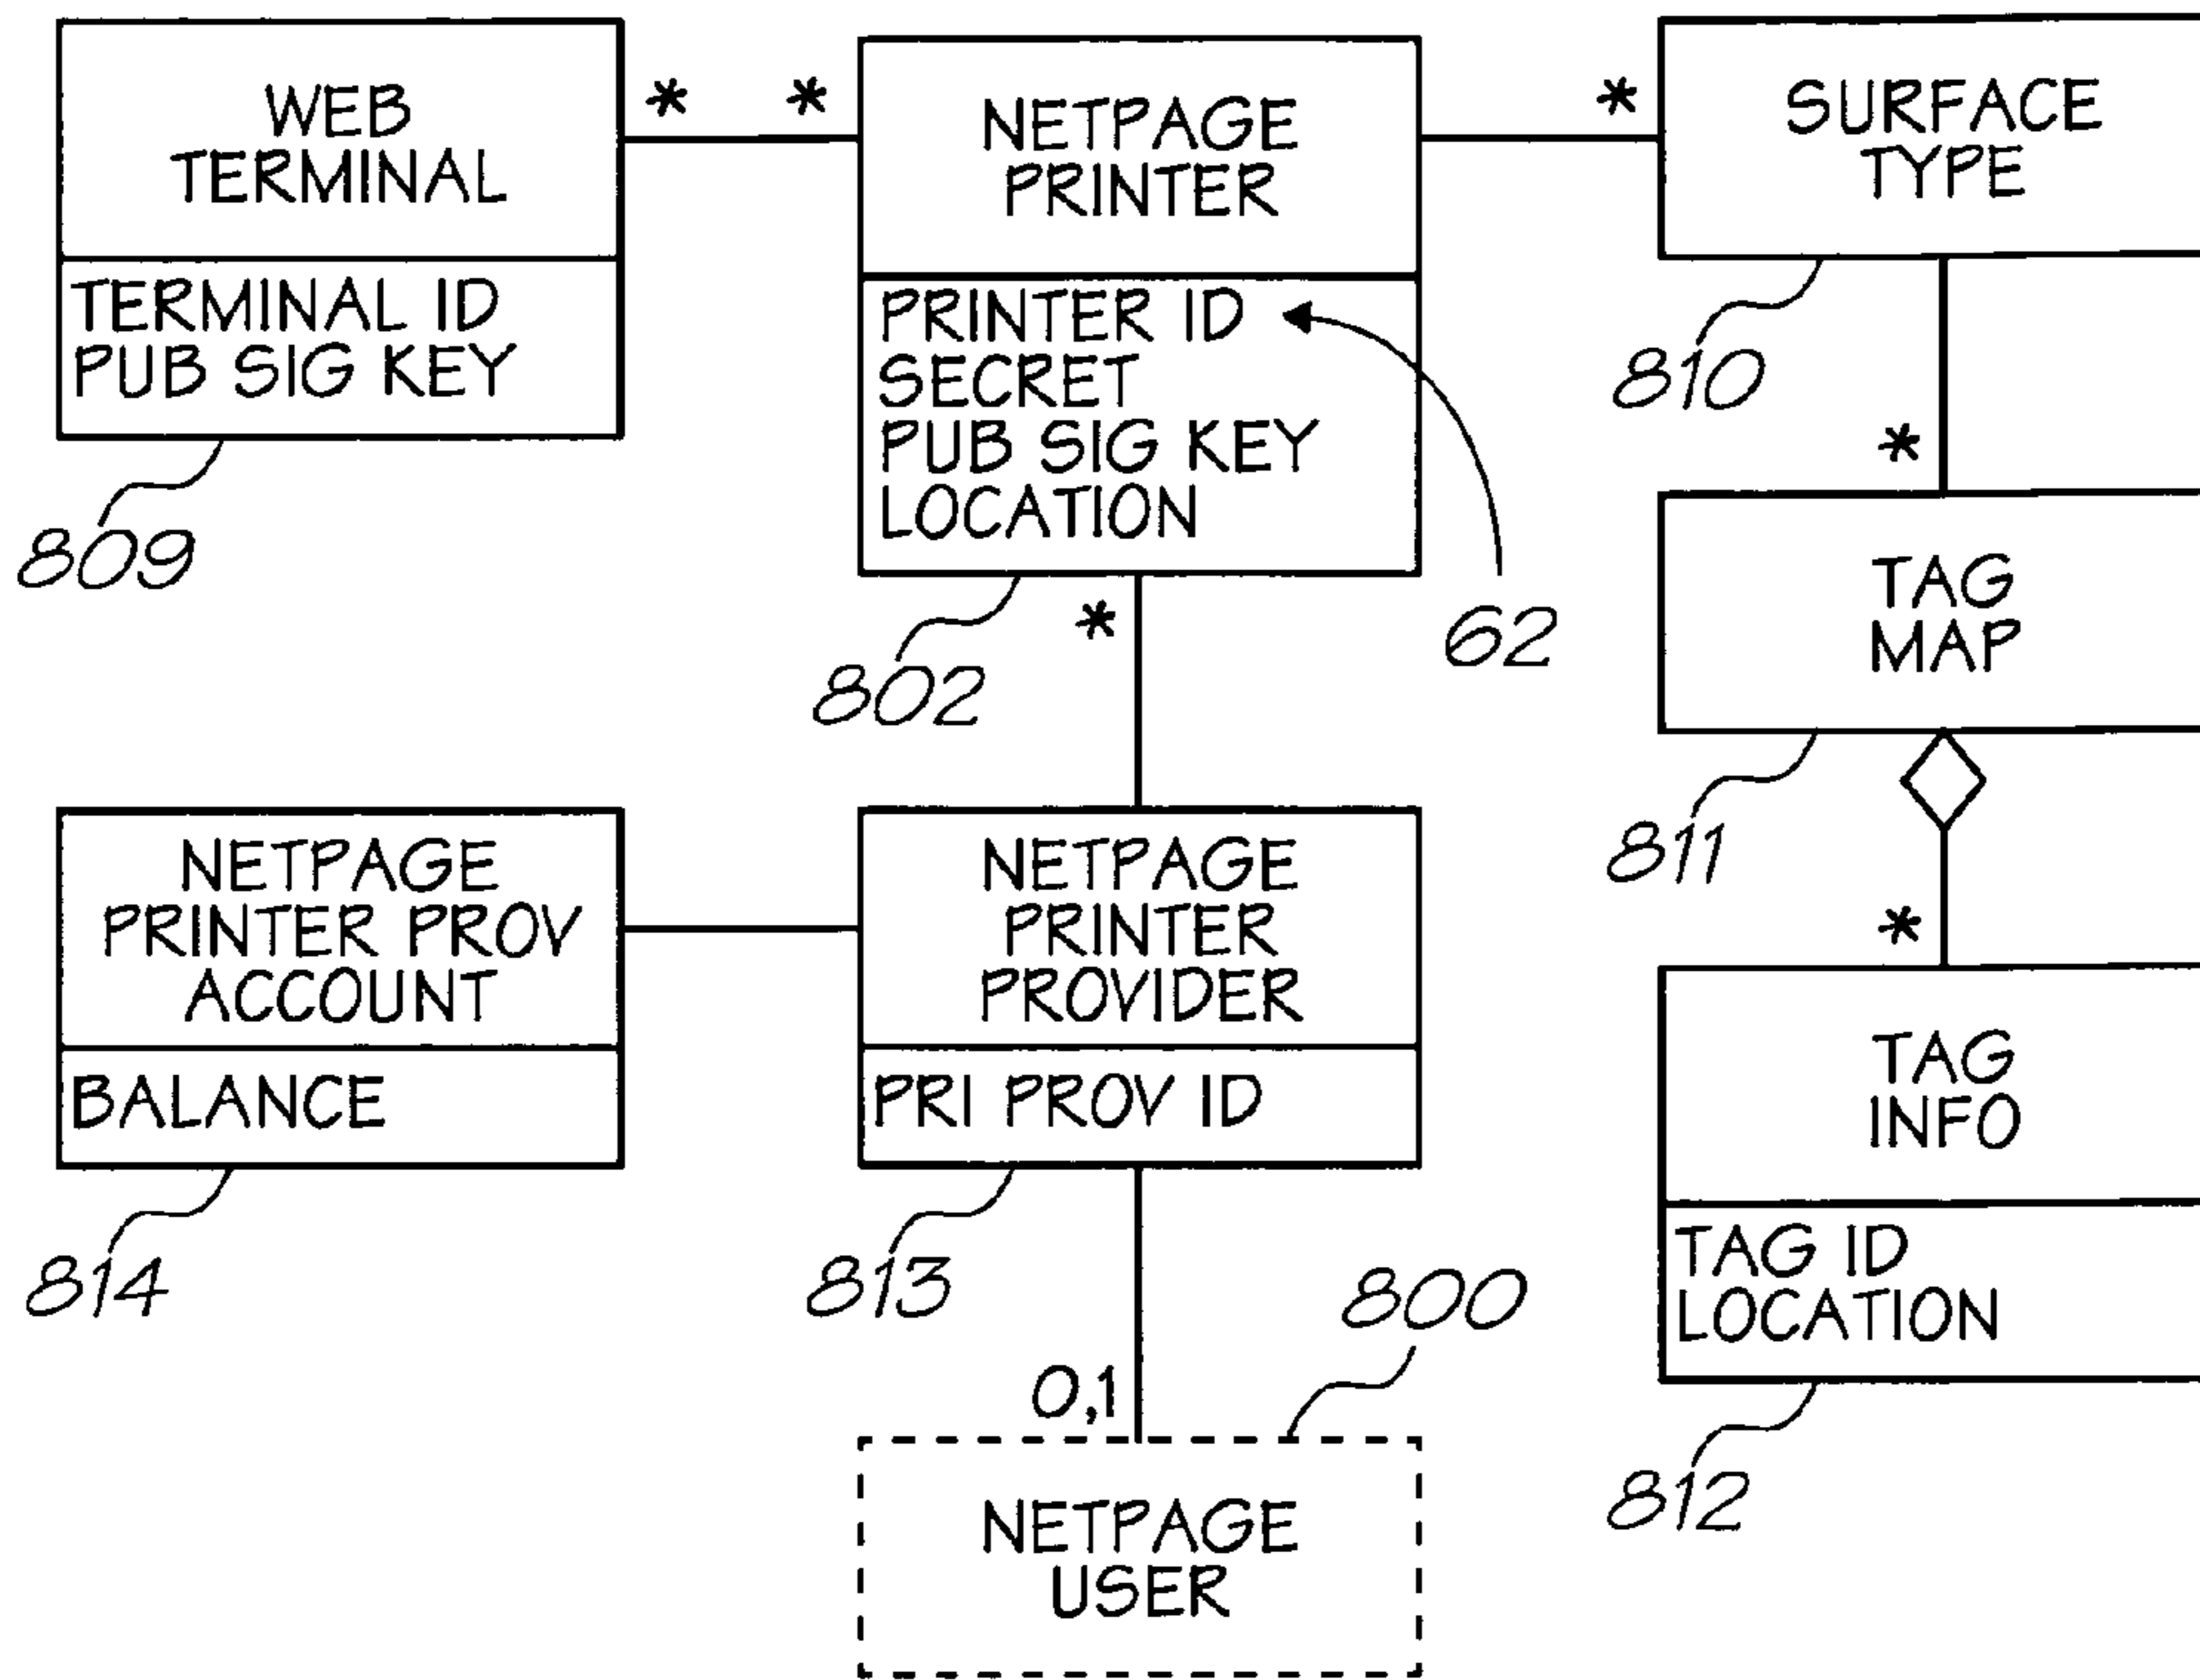 WEB
TERMINAL
TERMINAL ID
PUB SIG KEY
809
*
*
NETPAGE
PRINTER
PRINTER ID
SECRET
PUB SIG KEY
LOCATION
62
802
*
*
SURFACE
TYPE
810
*
TAG
MAP
811
*
TAG
INFO
TAG ID
LOCATION
812
NETPAGE
PRINTER PROV
ACCOUNT
BALANCE
814
NETPAGE
PRINTER
PROVIDER
PRI PROV ID
813
0,1
800
NETPAGE
USER